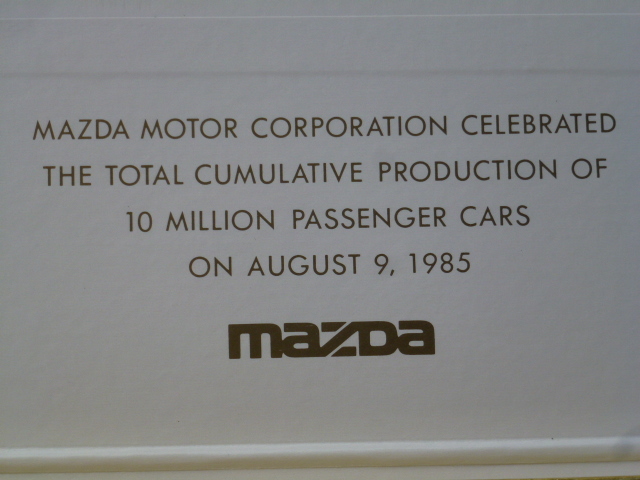 MAZDA MOTOR CORPORATION CELEBRATED
THE TOTAL CUMULATIVE PRODUCTION OF
10 MILLION PASSENGER CARS
ON AUGUST 9, 1985
mazda